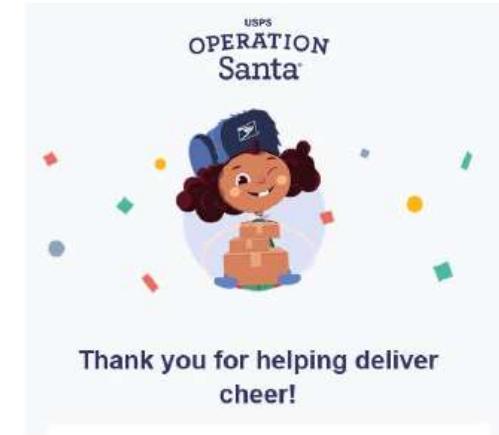 USPS
OPERATION
Santa
Thank you for helping deliver
cheer!